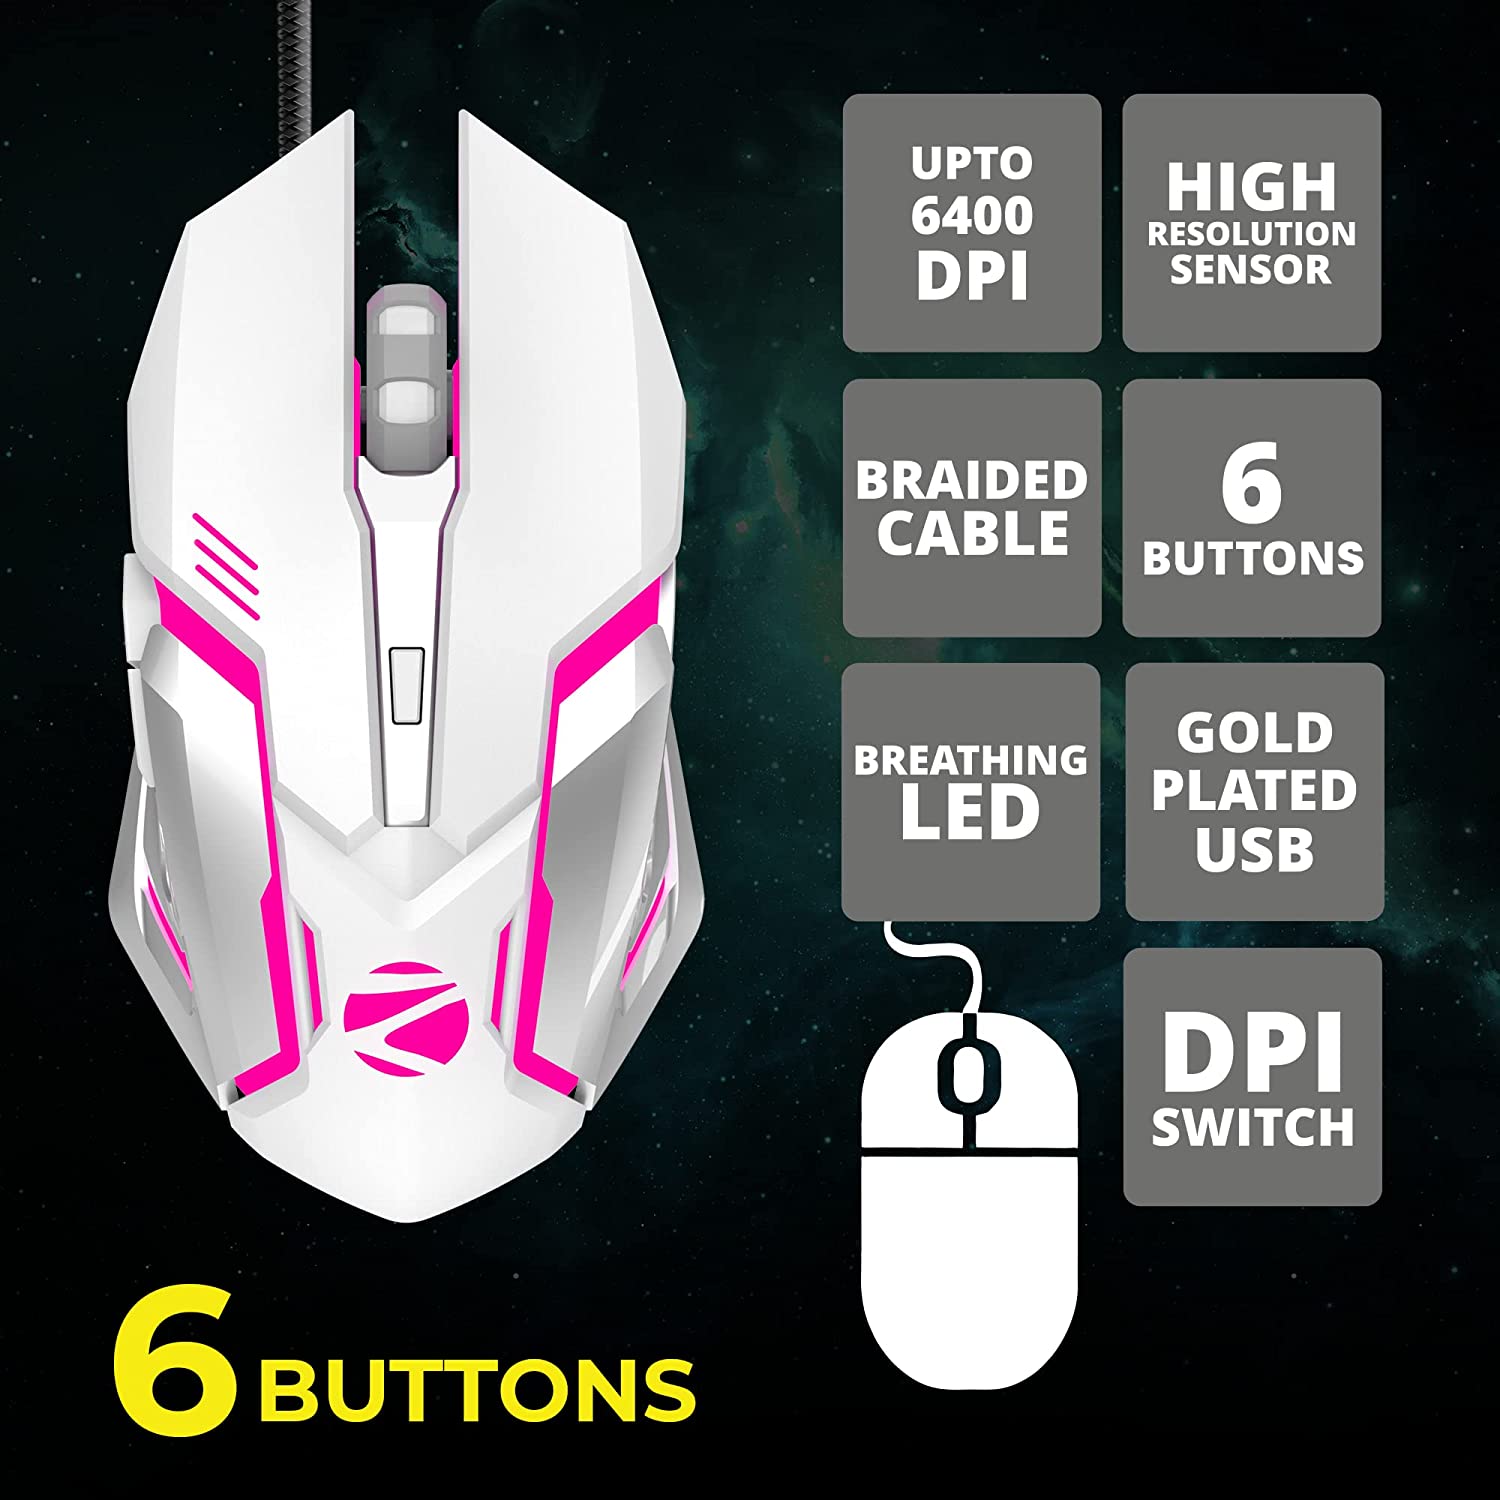 UPTO
6400
DPI
HIGH
RESOLUTION
SENSOR
BRAIDED
CABLE
6
BUTTONS
BREATHING
LED
GOLD
PLATED
USB
DPI
SWITCH
6 BUTTONS